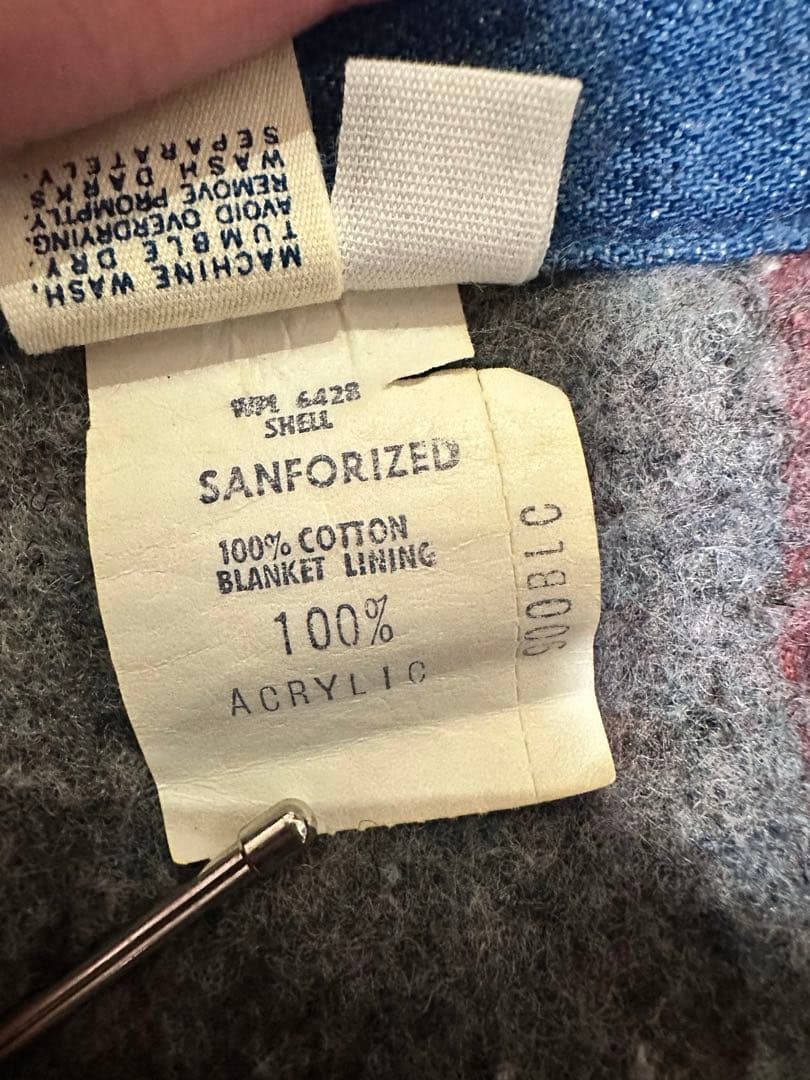 MACHINE WASH,
TUMBLE DRY.
AVOID OVERDRYING.
REMOVE PROMPTLY.
WASH DARKS
SEPARATELY.
WPL 6428
SHELL
SANFORIZED
100% COTTON
BLANKET LINING
100%
ACRYLIC
900BLC